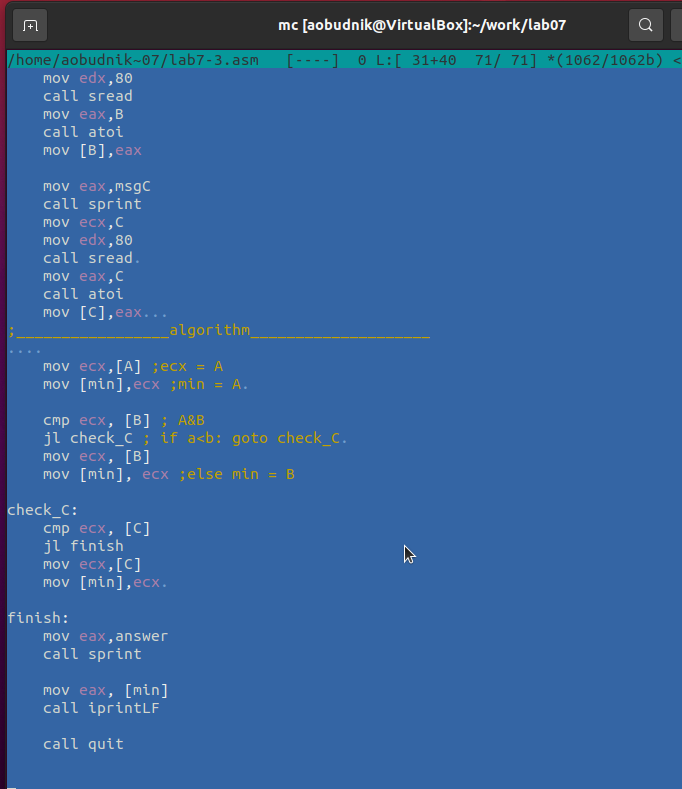 mc [aobudnik@VirtualBox]:~/work/lab07
/home/aobudnik~07/lab7-3.asm   [----]  0 L:[ 31+40  71/ 71] *(1062/1062b) <
    mov edx,80
    call sread
    mov eax,B
    call atoi
    mov [B],eax
    mov eax,msgC
    call sprint
    mov ecx,C
    mov edx,80
    call sread.
    mov eax,C
    call atoi
    mov [C],eax...
;_________________algorithm____________________
....
    mov ecx,[A] ;ecx = A
    mov [min],ecx ;min = A.
    cmp ecx, [B] ; A&B
    jl check_C ; if a<b: goto check_C.
    mov ecx, [B]
    mov [min], ecx ;else min = B
check_C:
    cmp ecx, [C]
    jl finish
    mov ecx,[C]
    mov [min],ecx.
finish:
    mov eax,answer
    call sprint
    mov eax, [min]
    call iprintLF
    call quit